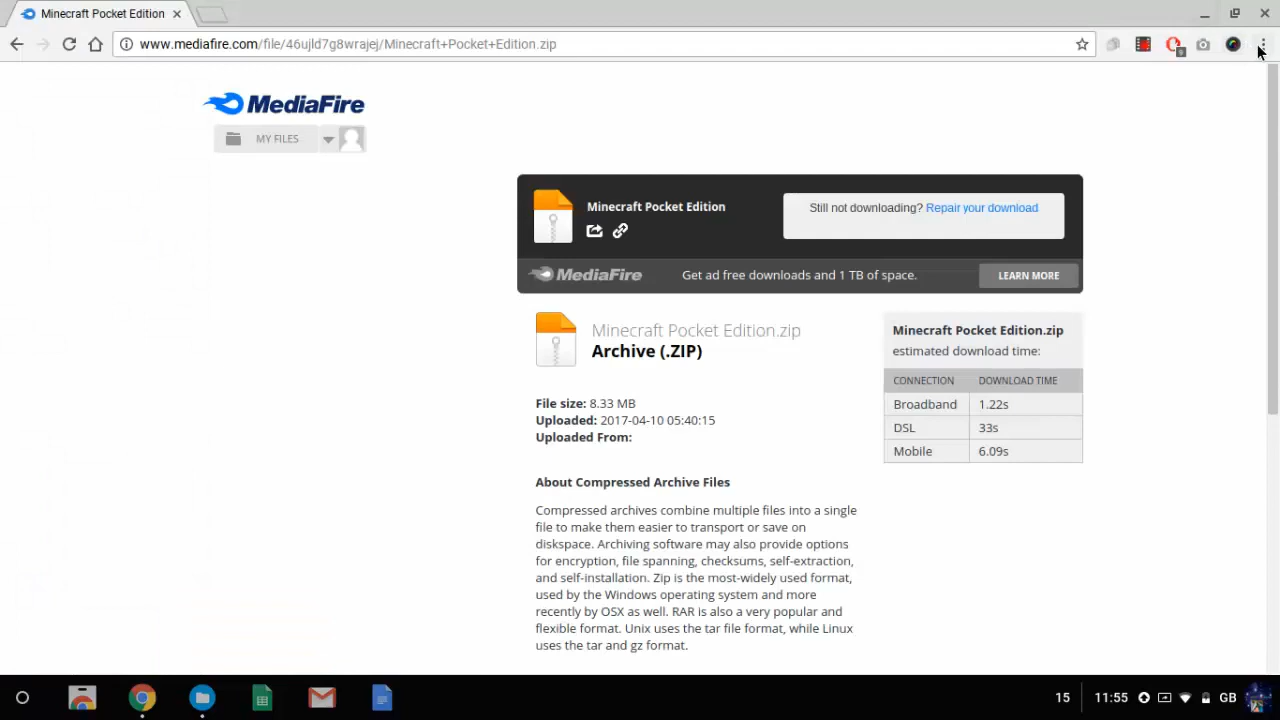 Minecraft Pocket Edition
www.mediafire.com/file/46ujld7g8wrajej/Minecraft+Pocket+Edition.zip
MediaFire
MY FILES
Minecraft Pocket Edition
Still not downloading? Repair your download
MediaFire
Get ad free downloads and 1 TB of space.
LEARN MORE
Minecraft Pocket Edition.zip
Archive (.ZIP)
File size: 8.33 MB
Uploaded: 2017-04-10 05:40:15
Uploaded From:
About Compressed Archive Files
Compressed archives combine multiple files into a single
file to make them easier to transport or save on
diskspace. Archiving software may also provide options
for encryption, file spanning, checksums, self-extraction,
and self-installation. Zip is the most-widely used format,
used by the Windows operating system and more
recently by OSX as well. RAR is also a very popular and
flexible format. Unix uses the tar file format, while Linux
uses the tar and gz format.
Minecraft Pocket Edition.zip
estimated download time:
CONNECTION DOWNLOAD TIME
Broadband 1.22s
DSL 33s
Mobile 6.09s
15 11:55 GB